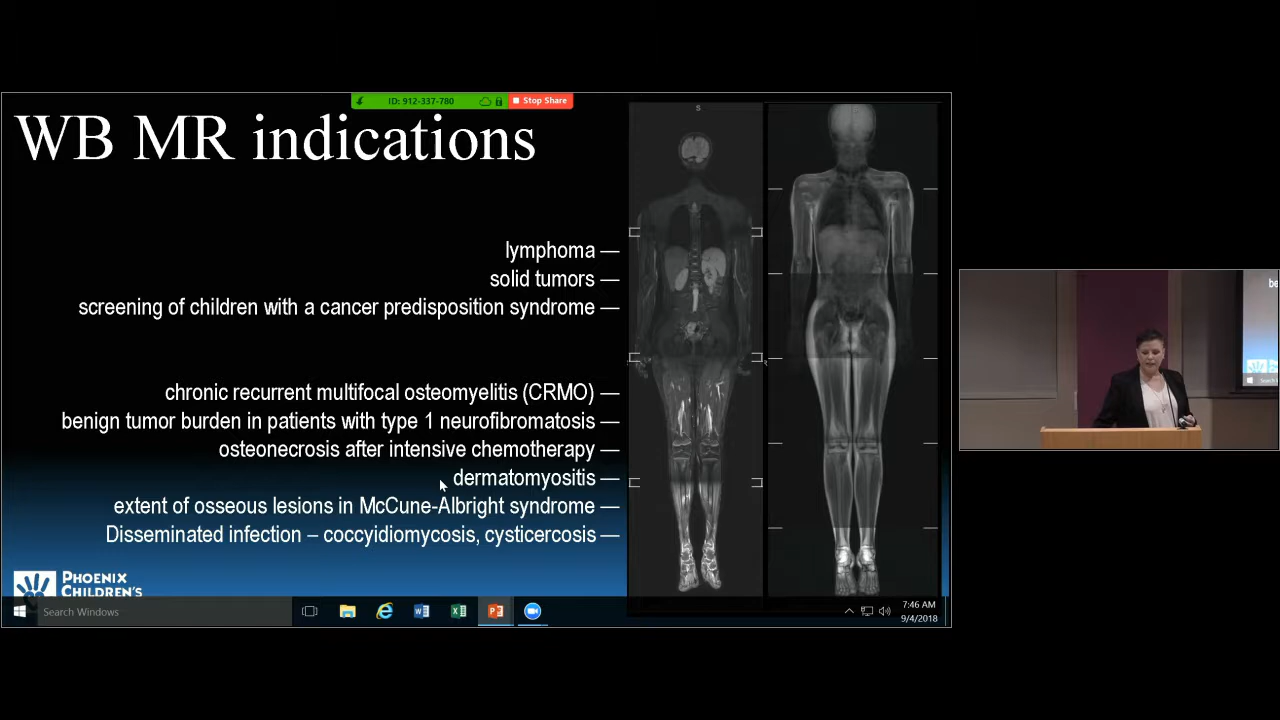 ID: 912-337-780
Stop Share
WB MR indications
S
lymphoma —
solid tumors —
screening of children with a cancer predisposition syndrome —
chronic recurrent multifocal osteomyelitis (CRMO) —
benign tumor burden in patients with type 1 neurofibromatosis —
osteonecrosis after intensive chemotherapy —
dermatomyositis —
extent of osseous lesions in McCune-Albright syndrome —
Disseminated infection – coccyidiomycosis, cysticercosis —
PHOENIX
CHILDREN'S
Search Windows
7:46 AM
9/4/2018
be